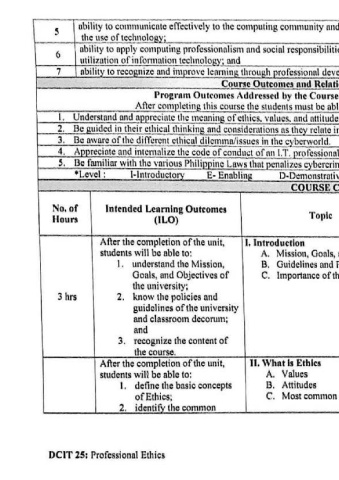 5 ability to communicate effectively to the computing community and
the use of technology;
6 ability to apply computing professionalism and social responsibiliti
utilization of information technology; and
7 ability to recognize and improve learning through professional deve
Course Outcomes and Relati
Program Outcomes Addressed by the Course
After completing this course the students must be abl
1. Understand and appreciate the meaning of ethics, values, and attitude
2. Be guided in their ethical thinking and considerations as they relate in
3. Be aware of the different ethical dilemma/issues in the cyberworld.
4. Appreciate and internalize the code of conduct of an I.T. professional
5. Be familiar with the various Philippine Laws that penalizes cybercrim
*Level : I-Introductory E- Enabling D-Demonstrativ
COURSE C
No. of Hours
Intended Learning Outcomes (ILO)
Topic
3 hrs
After the completion of the unit,
students will be able to:
1. understand the Mission,
Goals, and Objectives of
the university;
2. know the policies and
guidelines of the university
and classroom decorum;
and
3. recognize the content of
the course.
I. Introduction
A. Mission, Goals,
B. Guidelines and P
C. Importance of th
After the completion of the unit,
students will be able to:
1. define the basic concepts
of Ethics;
2. identify the common
II. What is Ethics
A. Values
B. Attitudes
C. Most common
DCIT 25: Professional Ethics